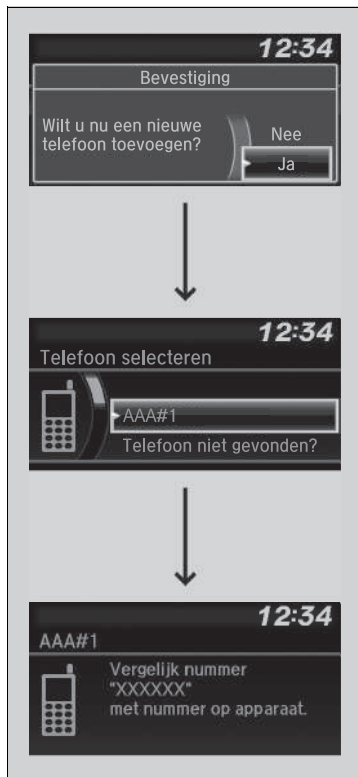 12:34
Bevestiging
Wilt u nu een nieuwe
telefoon toevoegen?
Nee
Ja
12:34
Telefoon selecteren
AAA#1
Telefoon niet gevonden?
12:34
AAA#1
Vergelijk nummer
"XXXXXX"
met nummer op apparaat.